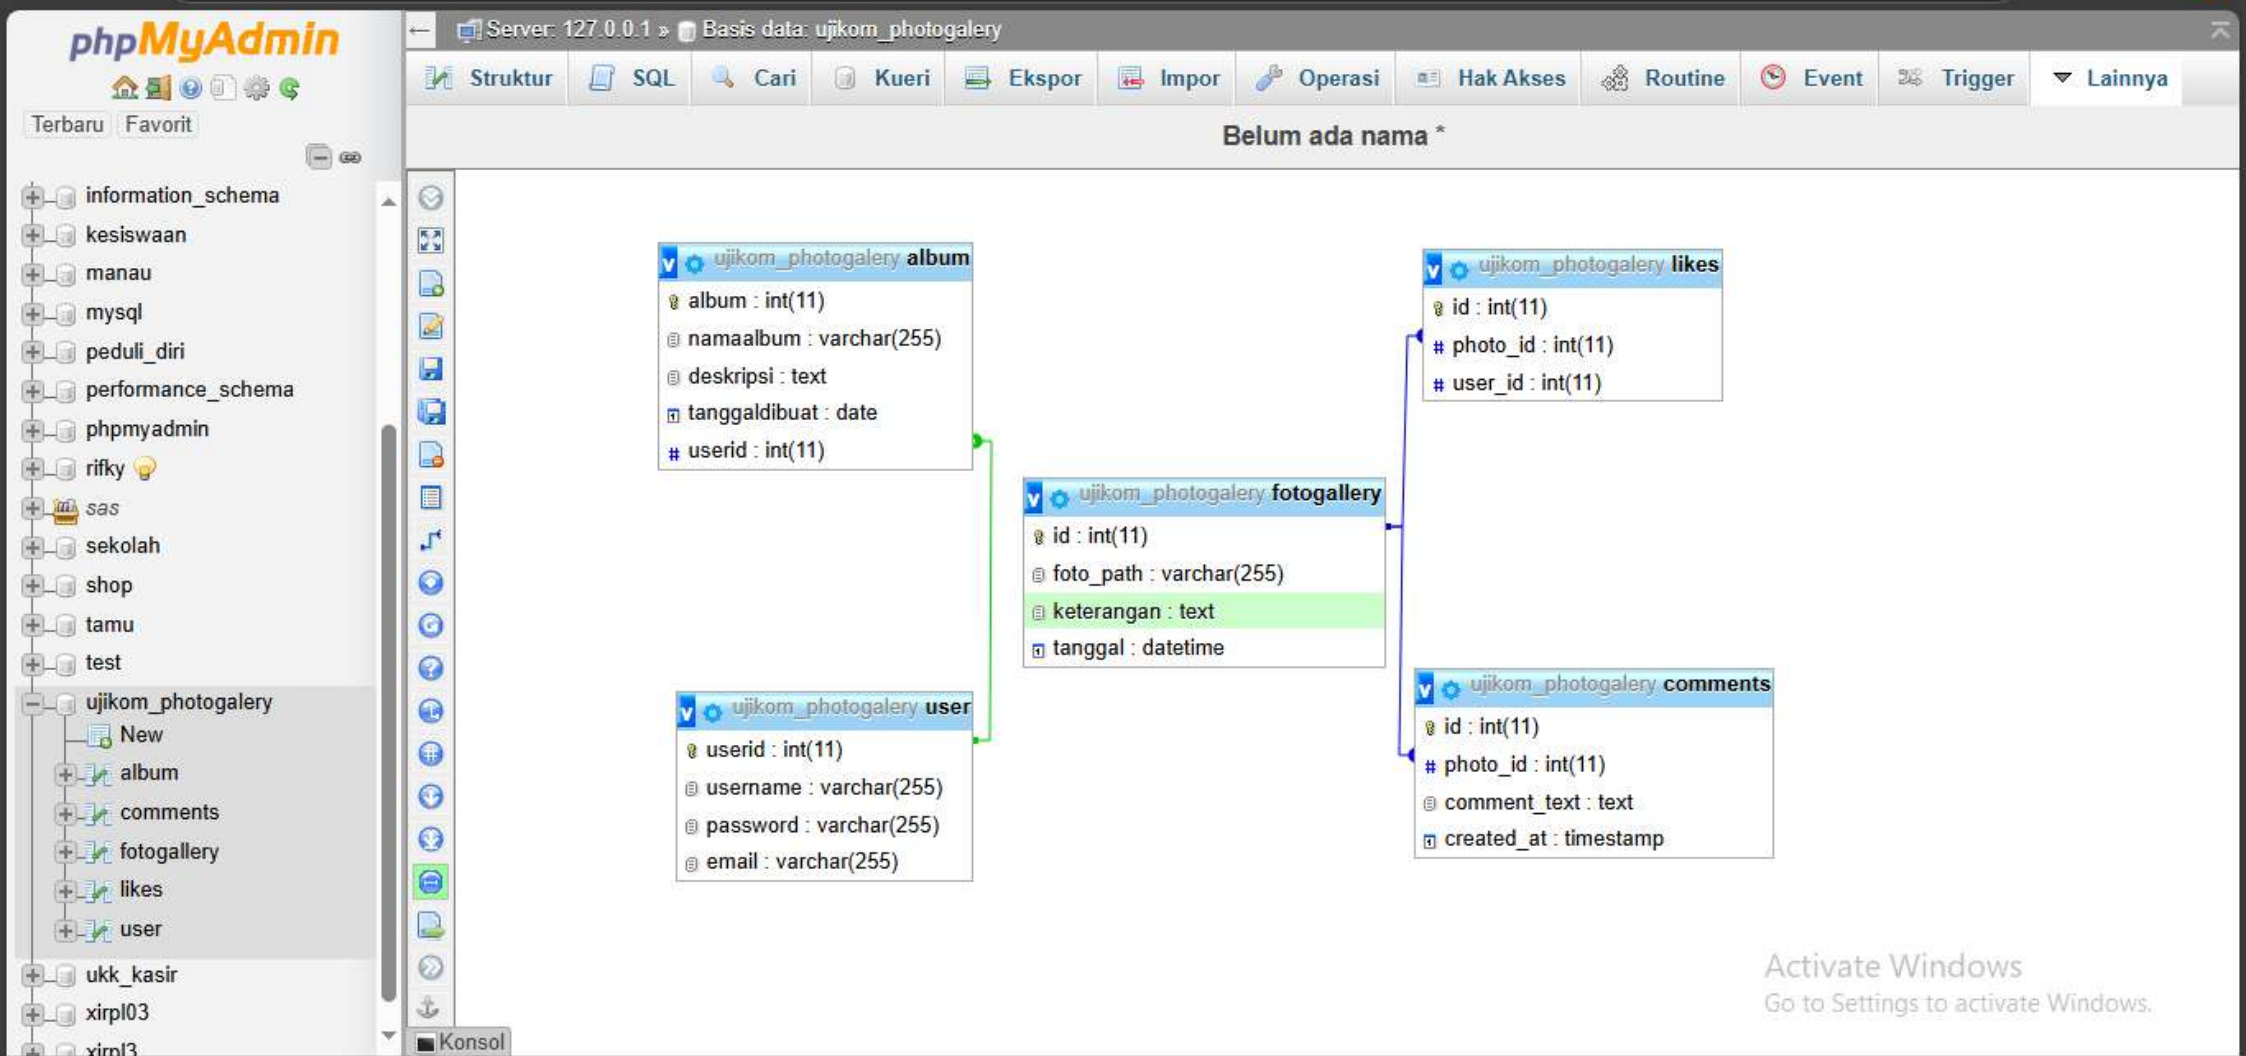 phpMyAdmin
Terbaru Favorit
information_schema
kesiswaan
manau
mysql
peduli_diri
performance_schema
phpmyadmin
rifky
sas
sekolah
shop
tamu
test
ujikom_photogalery
New
album
comments
fotogallery
likes
user
ukk_kasir
xirpl03
xirpl3
Server: 127.0.0.1 » Basis data: ujikom_photogalery
Struktur SQL Cari Kueri Ekspor Impor Operasi Hak Akses Routine Event Trigger Lainnya
Belum ada nama *
v ujikom_photogalery album
album : int(11)
namaalbum : varchar(255)
deskripsi : text
tanggaldibuat : date
# userid : int(11)
v ujikom_photogalery user
userid : int(11)
username : varchar(255)
password : varchar(255)
email : varchar(255)
v ujikom_photogalery fotogallery
id : int(11)
foto_path : varchar(255)
keterangan : text
tanggal : datetime
v ujikom_photogalery likes
id : int(11)
# photo_id : int(11)
# user_id : int(11)
v ujikom_photogalery comments
id : int(11)
# photo_id : int(11)
comment_text : text
created_at : timestamp
Activate Windows
Go to Settings to activate Windows.
Konsol